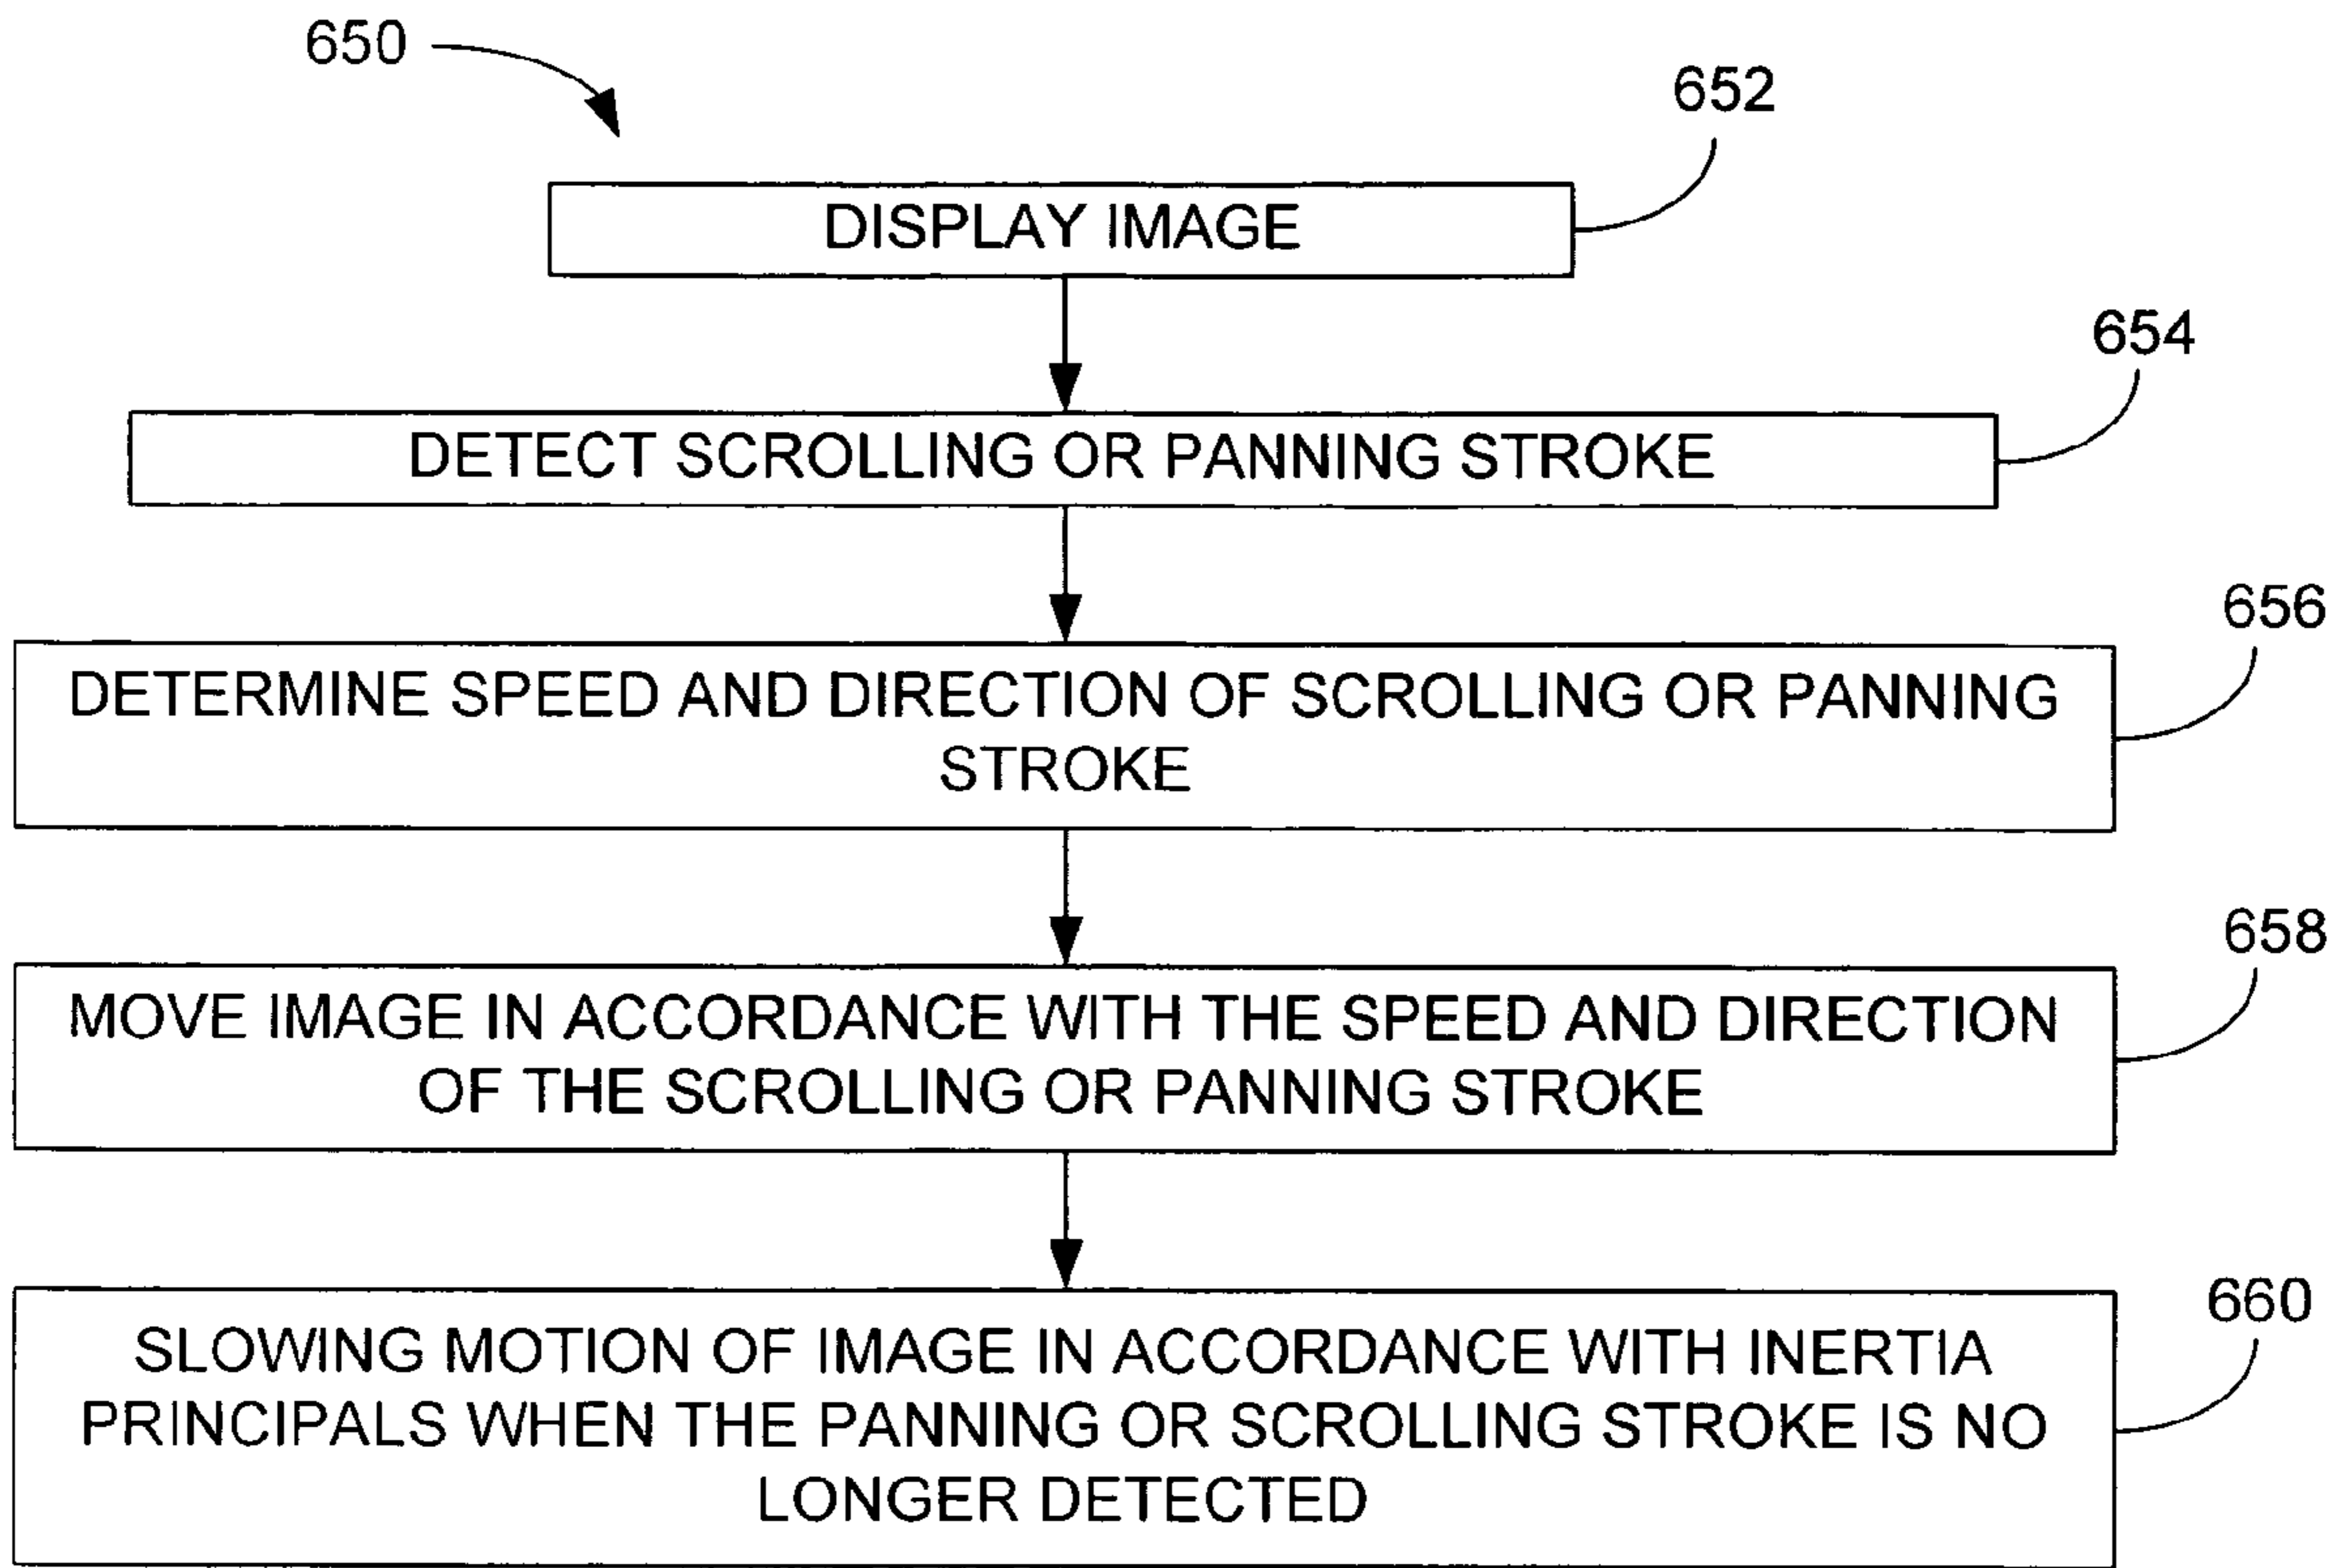 650
652
DISPLAY IMAGE
654
DETECT SCROLLING OR PANNING STROKE
656
DETERMINE SPEED AND DIRECTION OF SCROLLING OR PANNING
STROKE
658
MOVE IMAGE IN ACCORDANCE WITH THE SPEED AND DIRECTION
OF THE SCROLLING OR PANNING STROKE
660
SLOWING MOTION OF IMAGE IN ACCORDANCE WITH INERTIA
PRINCIPALS WHEN THE PANNING OR SCROLLING STROKE IS NO
LONGER DETECTED